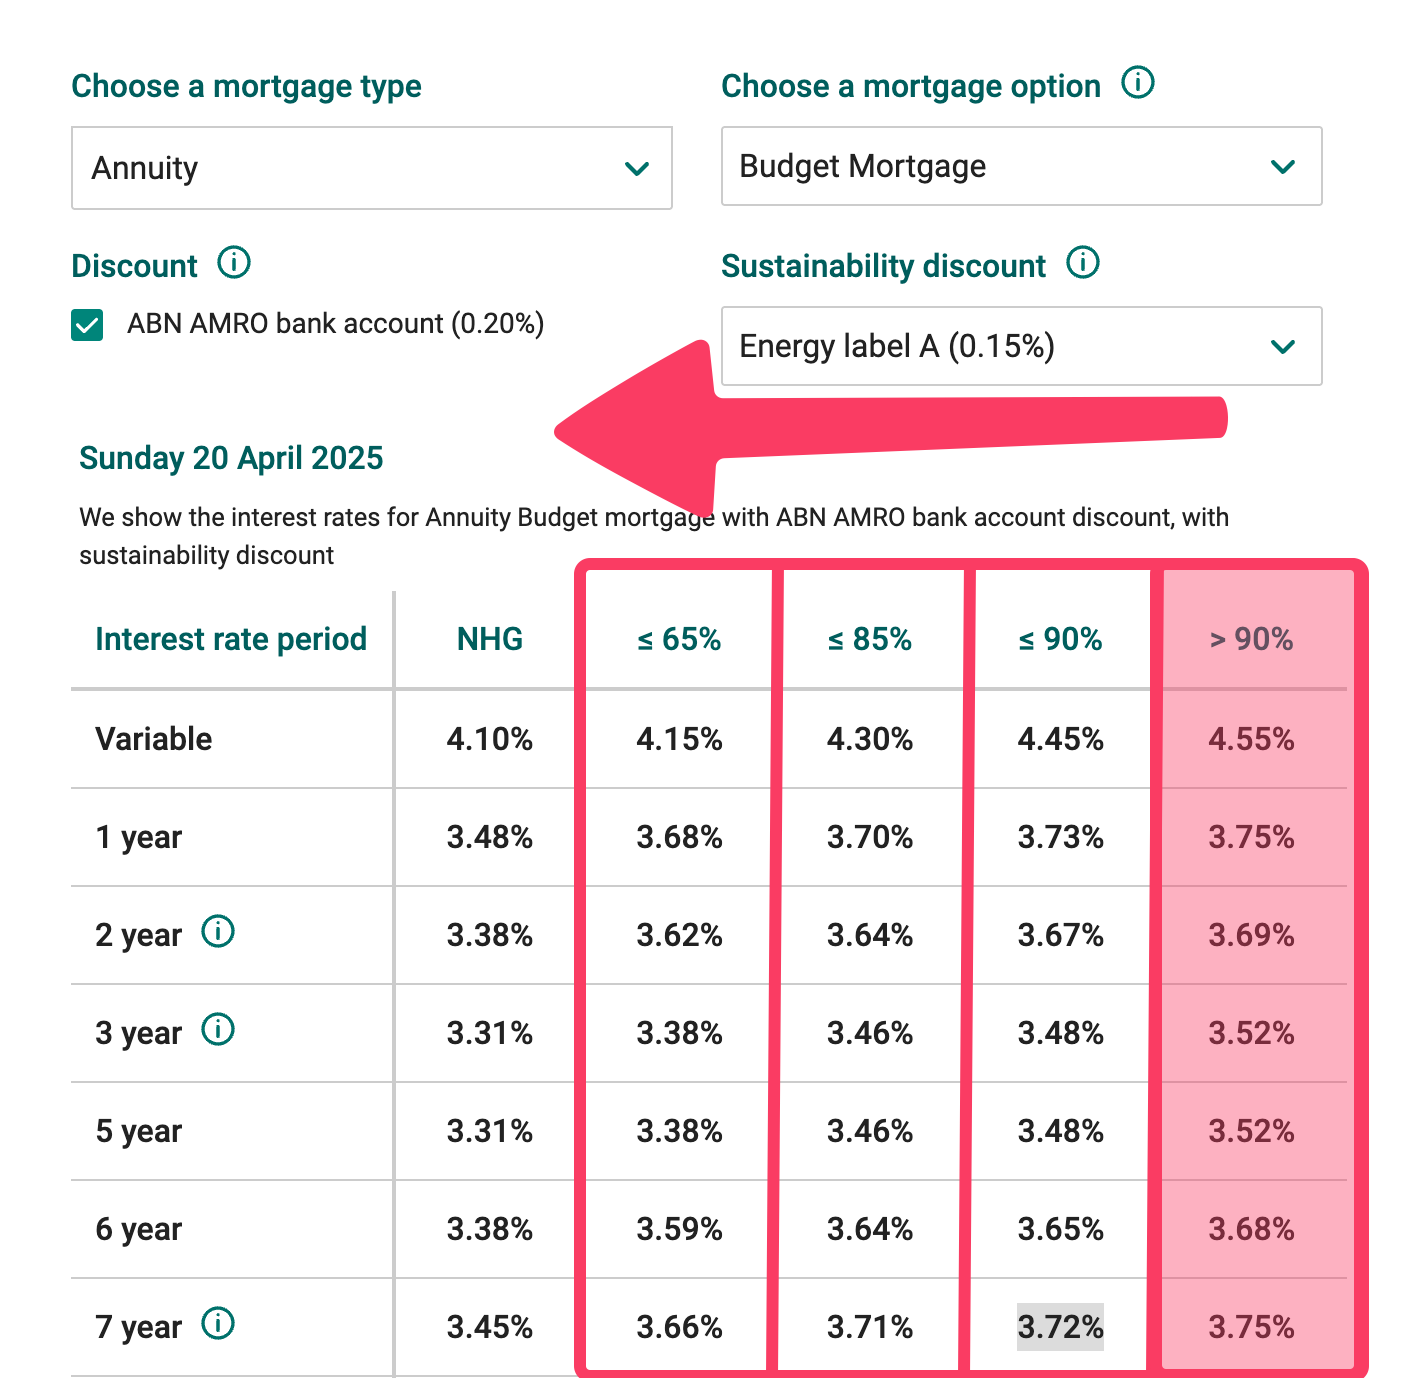 Choose a mortgage type
Choose a mortgage option
Annuity
Budget Mortgage
Discount
Sustainability discount
ABN AMRO bank account (0.20%)
Energy label A (0.15%)
Sunday 20 April 2025
We show the interest rates for Annuity Budget mortgage with ABN AMRO bank account discount, with
sustainability discount
Interest rate period NHG ≤ 65% ≤ 85% ≤ 90% > 90%
Variable 4.10% 4.15% 4.30% 4.45% 4.55%
1 year 3.48% 3.68% 3.70% 3.73% 3.75%
2 year 3.38% 3.62% 3.64% 3.67% 3.69%
3 year 3.31% 3.38% 3.46% 3.48% 3.52%
5 year 3.31% 3.38% 3.46% 3.48% 3.52%
6 year 3.38% 3.59% 3.64% 3.65% 3.68%
7 year 3.45% 3.66% 3.71% 3.72% 3.75%